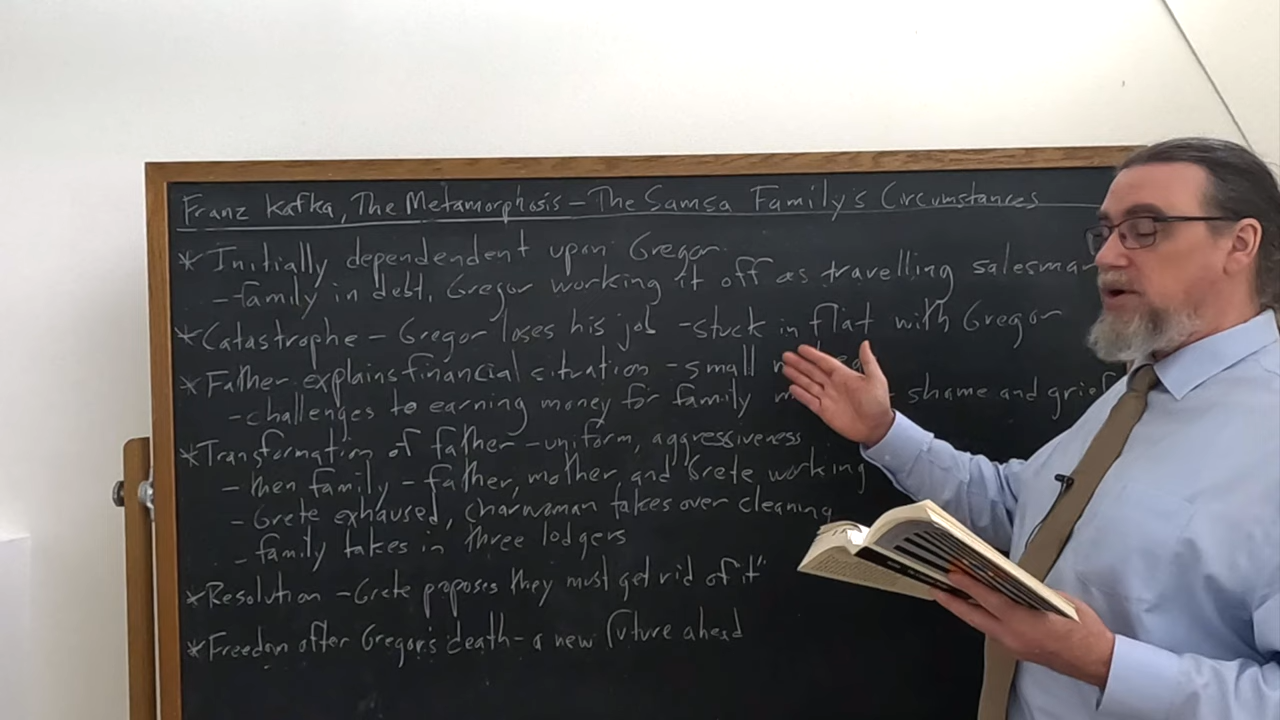 Franz Kafka, The Metamorphosis – The Samsa Family's Circumstances
* Initially dependendent upon Gregor
- family in debt, Gregor working it off as travelling salesman
* Catastrophe – Gregor loses his job - stuck in flat with Gregor
* Father explains financial situation - small
- challenges to earning money for family shame and grief
* Transformation of father - uniform, aggressiveness
- then family - father, mother, and Grete working
- Grete exhaused, charwoman takes over cleaning
- family takes in three lodgers
* Resolution - Grete proposes they must get rid of "it"
* Freedom after Gregor's death - a new future ahead